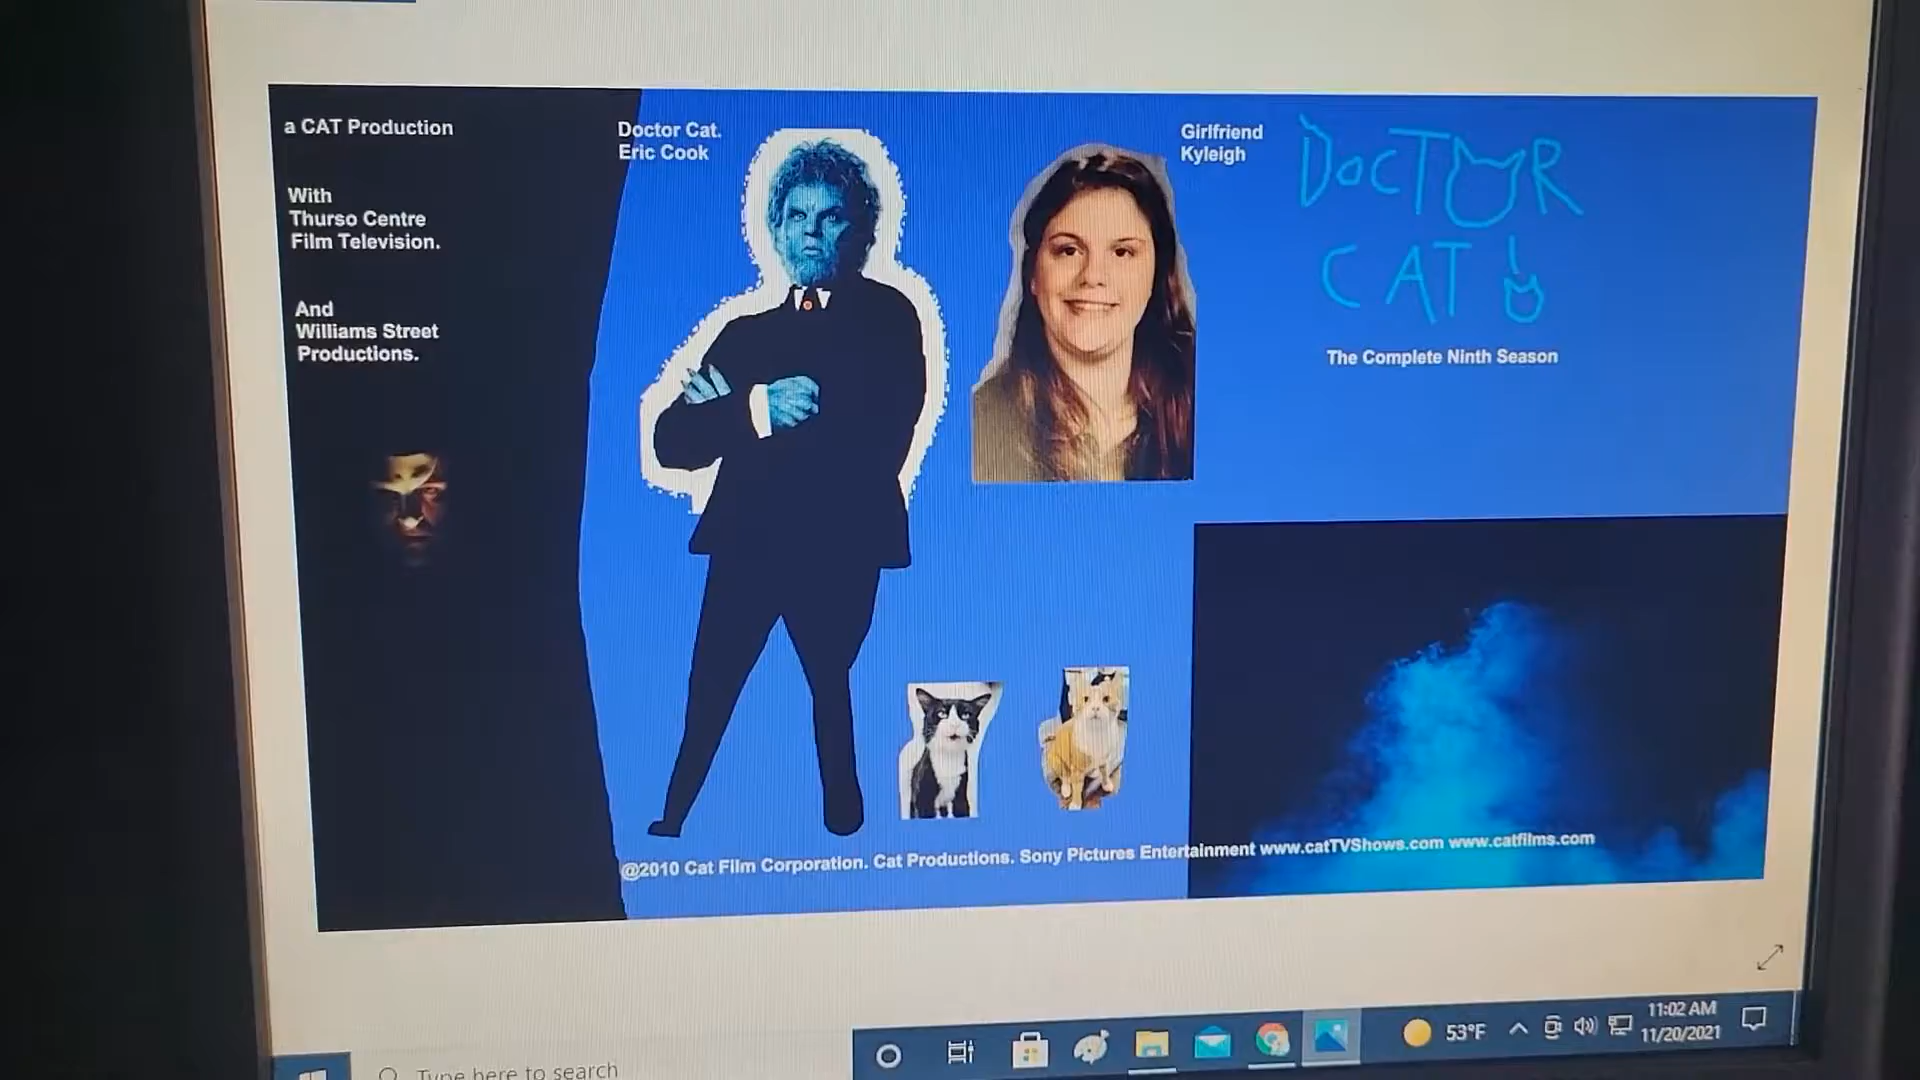 a CAT Production
With
Thurso Centre
Film Television.
And
Williams Street
Productions.
Doctor Cat.
Eric Cook
Girlfriend
Kyleigh
DOCTOR
CAT!
The Complete Ninth Season
@2010 Cat Film Corporation. Cat Productions. Sony Pictures Entertainment www.catTVShows.com www.catfilms.com
Type here to search
53°F
11:02 AM
11/20/2021